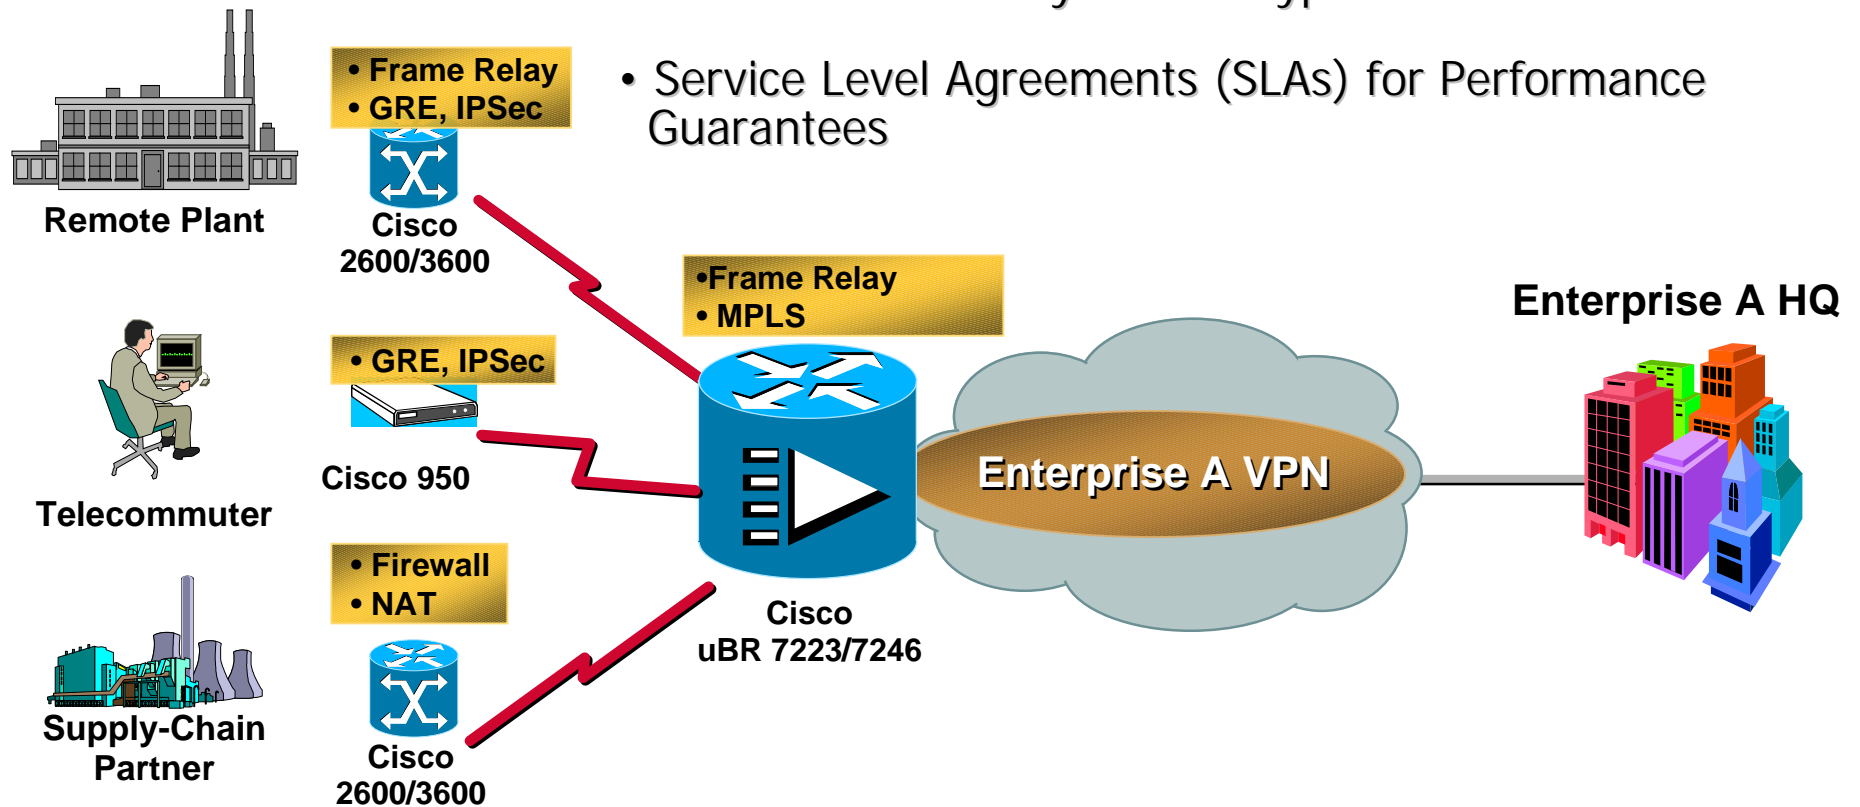 • Service Level Agreements (SLAs) for Performance
Guarantees
• Frame Relay
• GRE, IPSec
Remote Plant
Cisco
2600/3600
•Frame Relay
• MPLS
Enterprise A HQ
• GRE, IPSec
Cisco 950
Telecommuter
Enterprise A VPN
• Firewall
• NAT
Cisco
uBR 7223/7246
Supply-Chain
Partner
Cisco
2600/3600